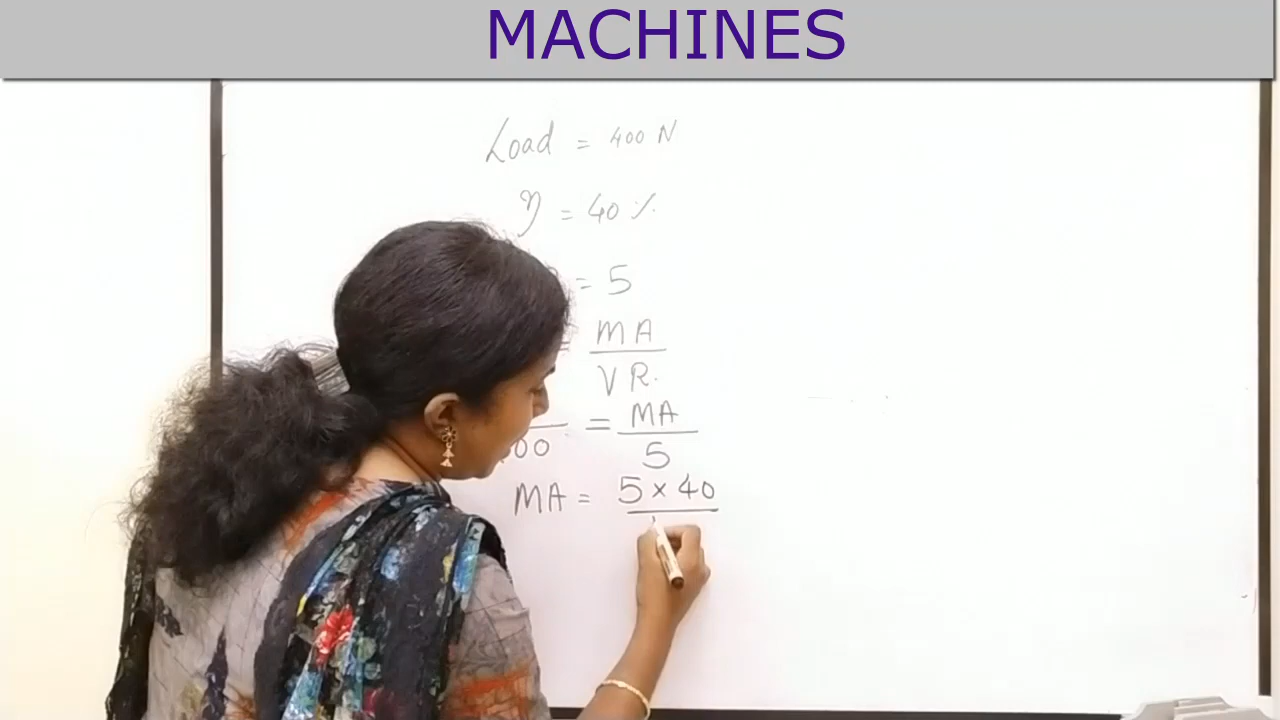 MACHINES
Load = 400 N
η = 40 %
= 5
= MA
VR.
00 = MA
5
MA = 5 × 40